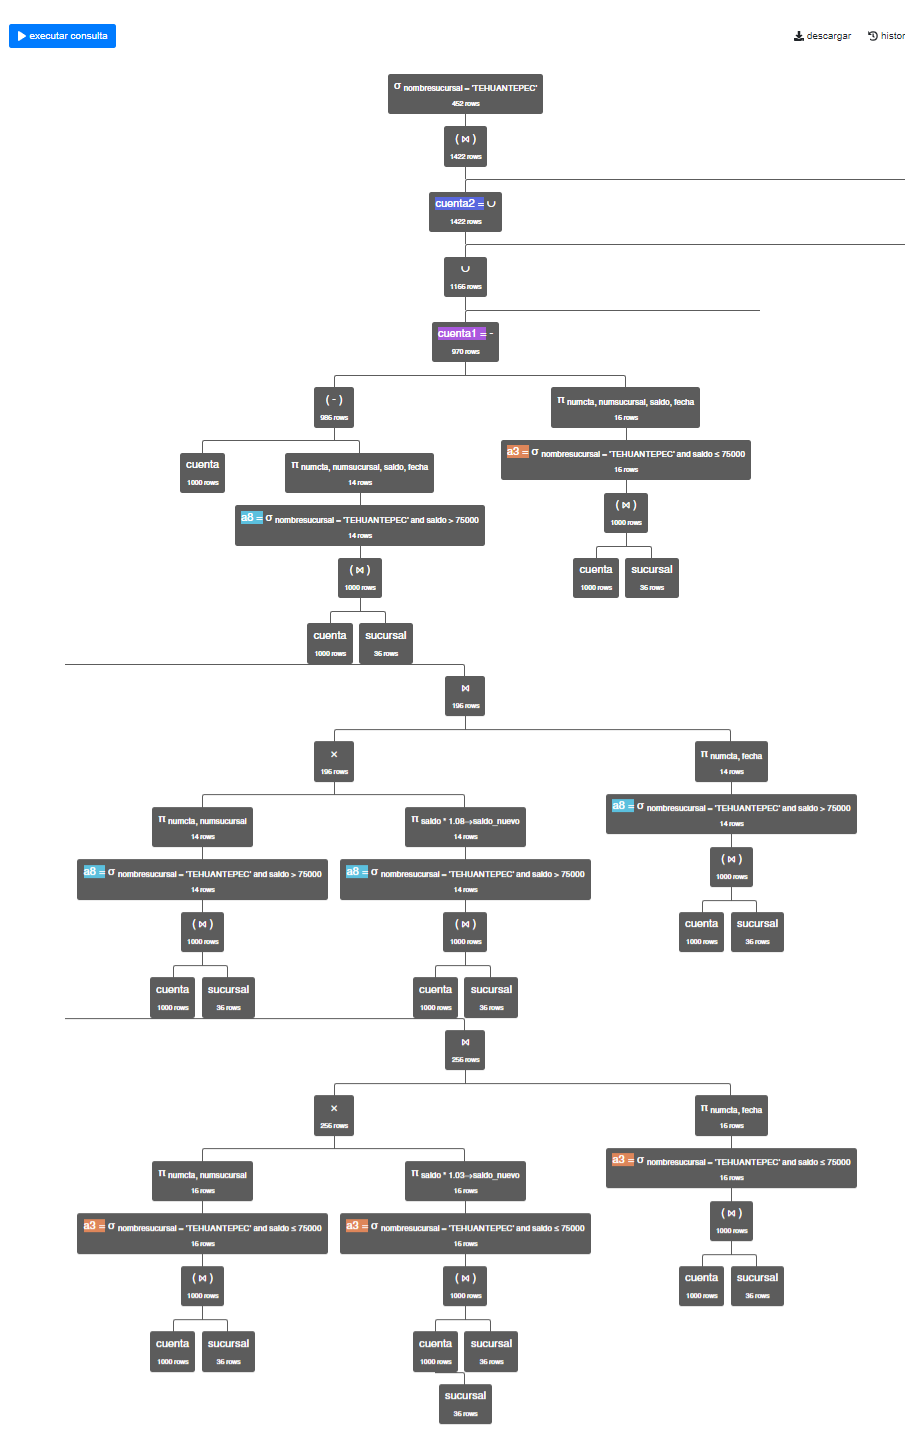 executar consulta
descargar
histor
σ nombresucursal = 'TEHUANTEPEC'
452 rows
( ⋈ )
1422 rows
cuenta2 = ∪
1422 rows
∪
1166 rows
cuenta1 = -
970 rows
( - )
986 rows
π numcta, numsucursal, saldo, fecha
16 rows
cuenta
1000 rows
π numcta, numsucursal, saldo, fecha
14 rows
a3 = σ nombresucursal = 'TEHUANTEPEC' and saldo ≤ 75000
16 rows
a8 = σ nombresucursal = 'TEHUANTEPEC' and saldo > 75000
14 rows
( ⋈ )
1000 rows
( ⋈ )
1000 rows
cuenta
1000 rows
sucursal
36 rows
cuenta
1000 rows
sucursal
36 rows
⋈
196 rows
×
196 rows
π numcta, fecha
14 rows
π numcta, numsucursal
14 rows
π saldo * 1.08→saldo_nuevo
14 rows
a8 = σ nombresucursal = 'TEHUANTEPEC' and saldo > 75000
14 rows
a8 = σ nombresucursal = 'TEHUANTEPEC' and saldo > 75000
14 rows
a8 = σ nombresucursal = 'TEHUANTEPEC' and saldo > 75000
14 rows
( ⋈ )
1000 rows
( ⋈ )
1000 rows
( ⋈ )
1000 rows
cuenta
1000 rows
sucursal
36 rows
cuenta
1000 rows
sucursal
36 rows
cuenta
1000 rows
sucursal
36 rows
⋈
256 rows
×
256 rows
π numcta, fecha
16 rows
π numcta, numsucursal
16 rows
π saldo * 1.03→saldo_nuevo
16 rows
a3 = σ nombresucursal = 'TEHUANTEPEC' and saldo ≤ 75000
16 rows
a3 = σ nombresucursal = 'TEHUANTEPEC' and saldo ≤ 75000
16 rows
a3 = σ nombresucursal = 'TEHUANTEPEC' and saldo ≤ 75000
16 rows
( ⋈ )
1000 rows
( ⋈ )
1000 rows
( ⋈ )
1000 rows
cuenta
1000 rows
sucursal
36 rows
cuenta
1000 rows
sucursal
36 rows
cuenta
1000 rows
sucursal
36 rows
sucursal
36 rows